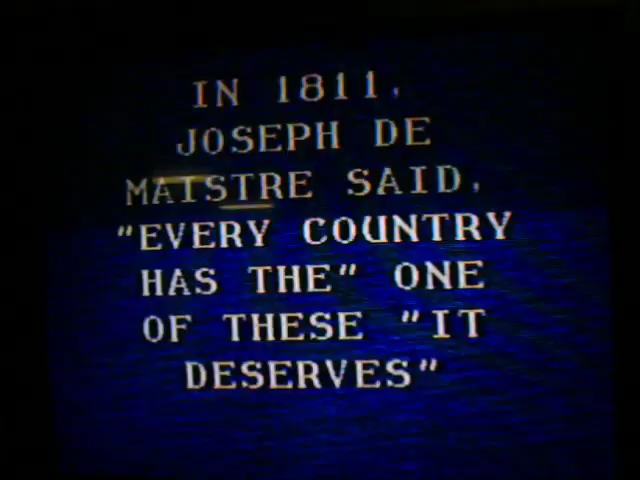 IN 1811,
JOSEPH DE
MAISTRE SAID,
"EVERY COUNTRY
HAS THE" ONE
OF THESE "IT
DESERVES"